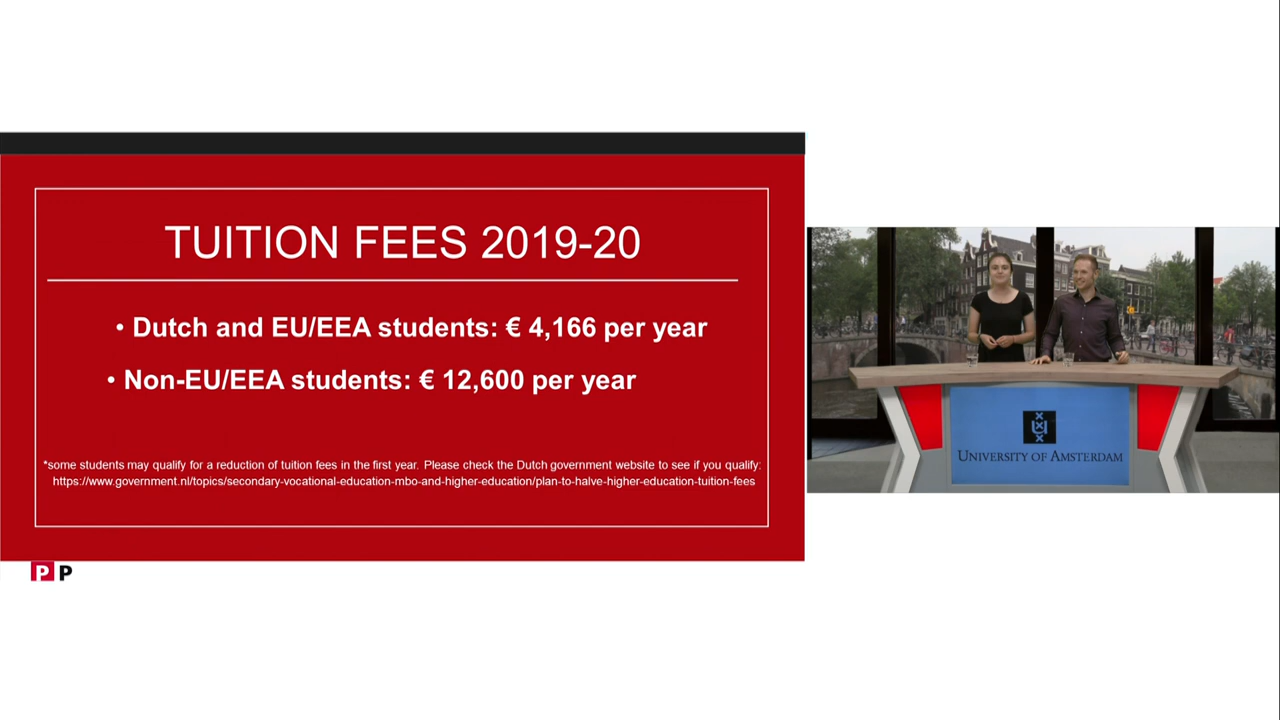 TUITION FEES 2019-20
• Dutch and EU/EEA students: € 4,166 per year
• Non-EU/EEA students: € 12,600 per year
*some students may qualify for a reduction of tuition fees in the first year. Please check the Dutch government website to see if you qualify:
https://www.government.nl/topics/secondary-vocational-education-mbo-and-higher-education/plan-to-halve-higher-education-tuition-fees
P P
UNIVERSITY OF AMSTERDAM